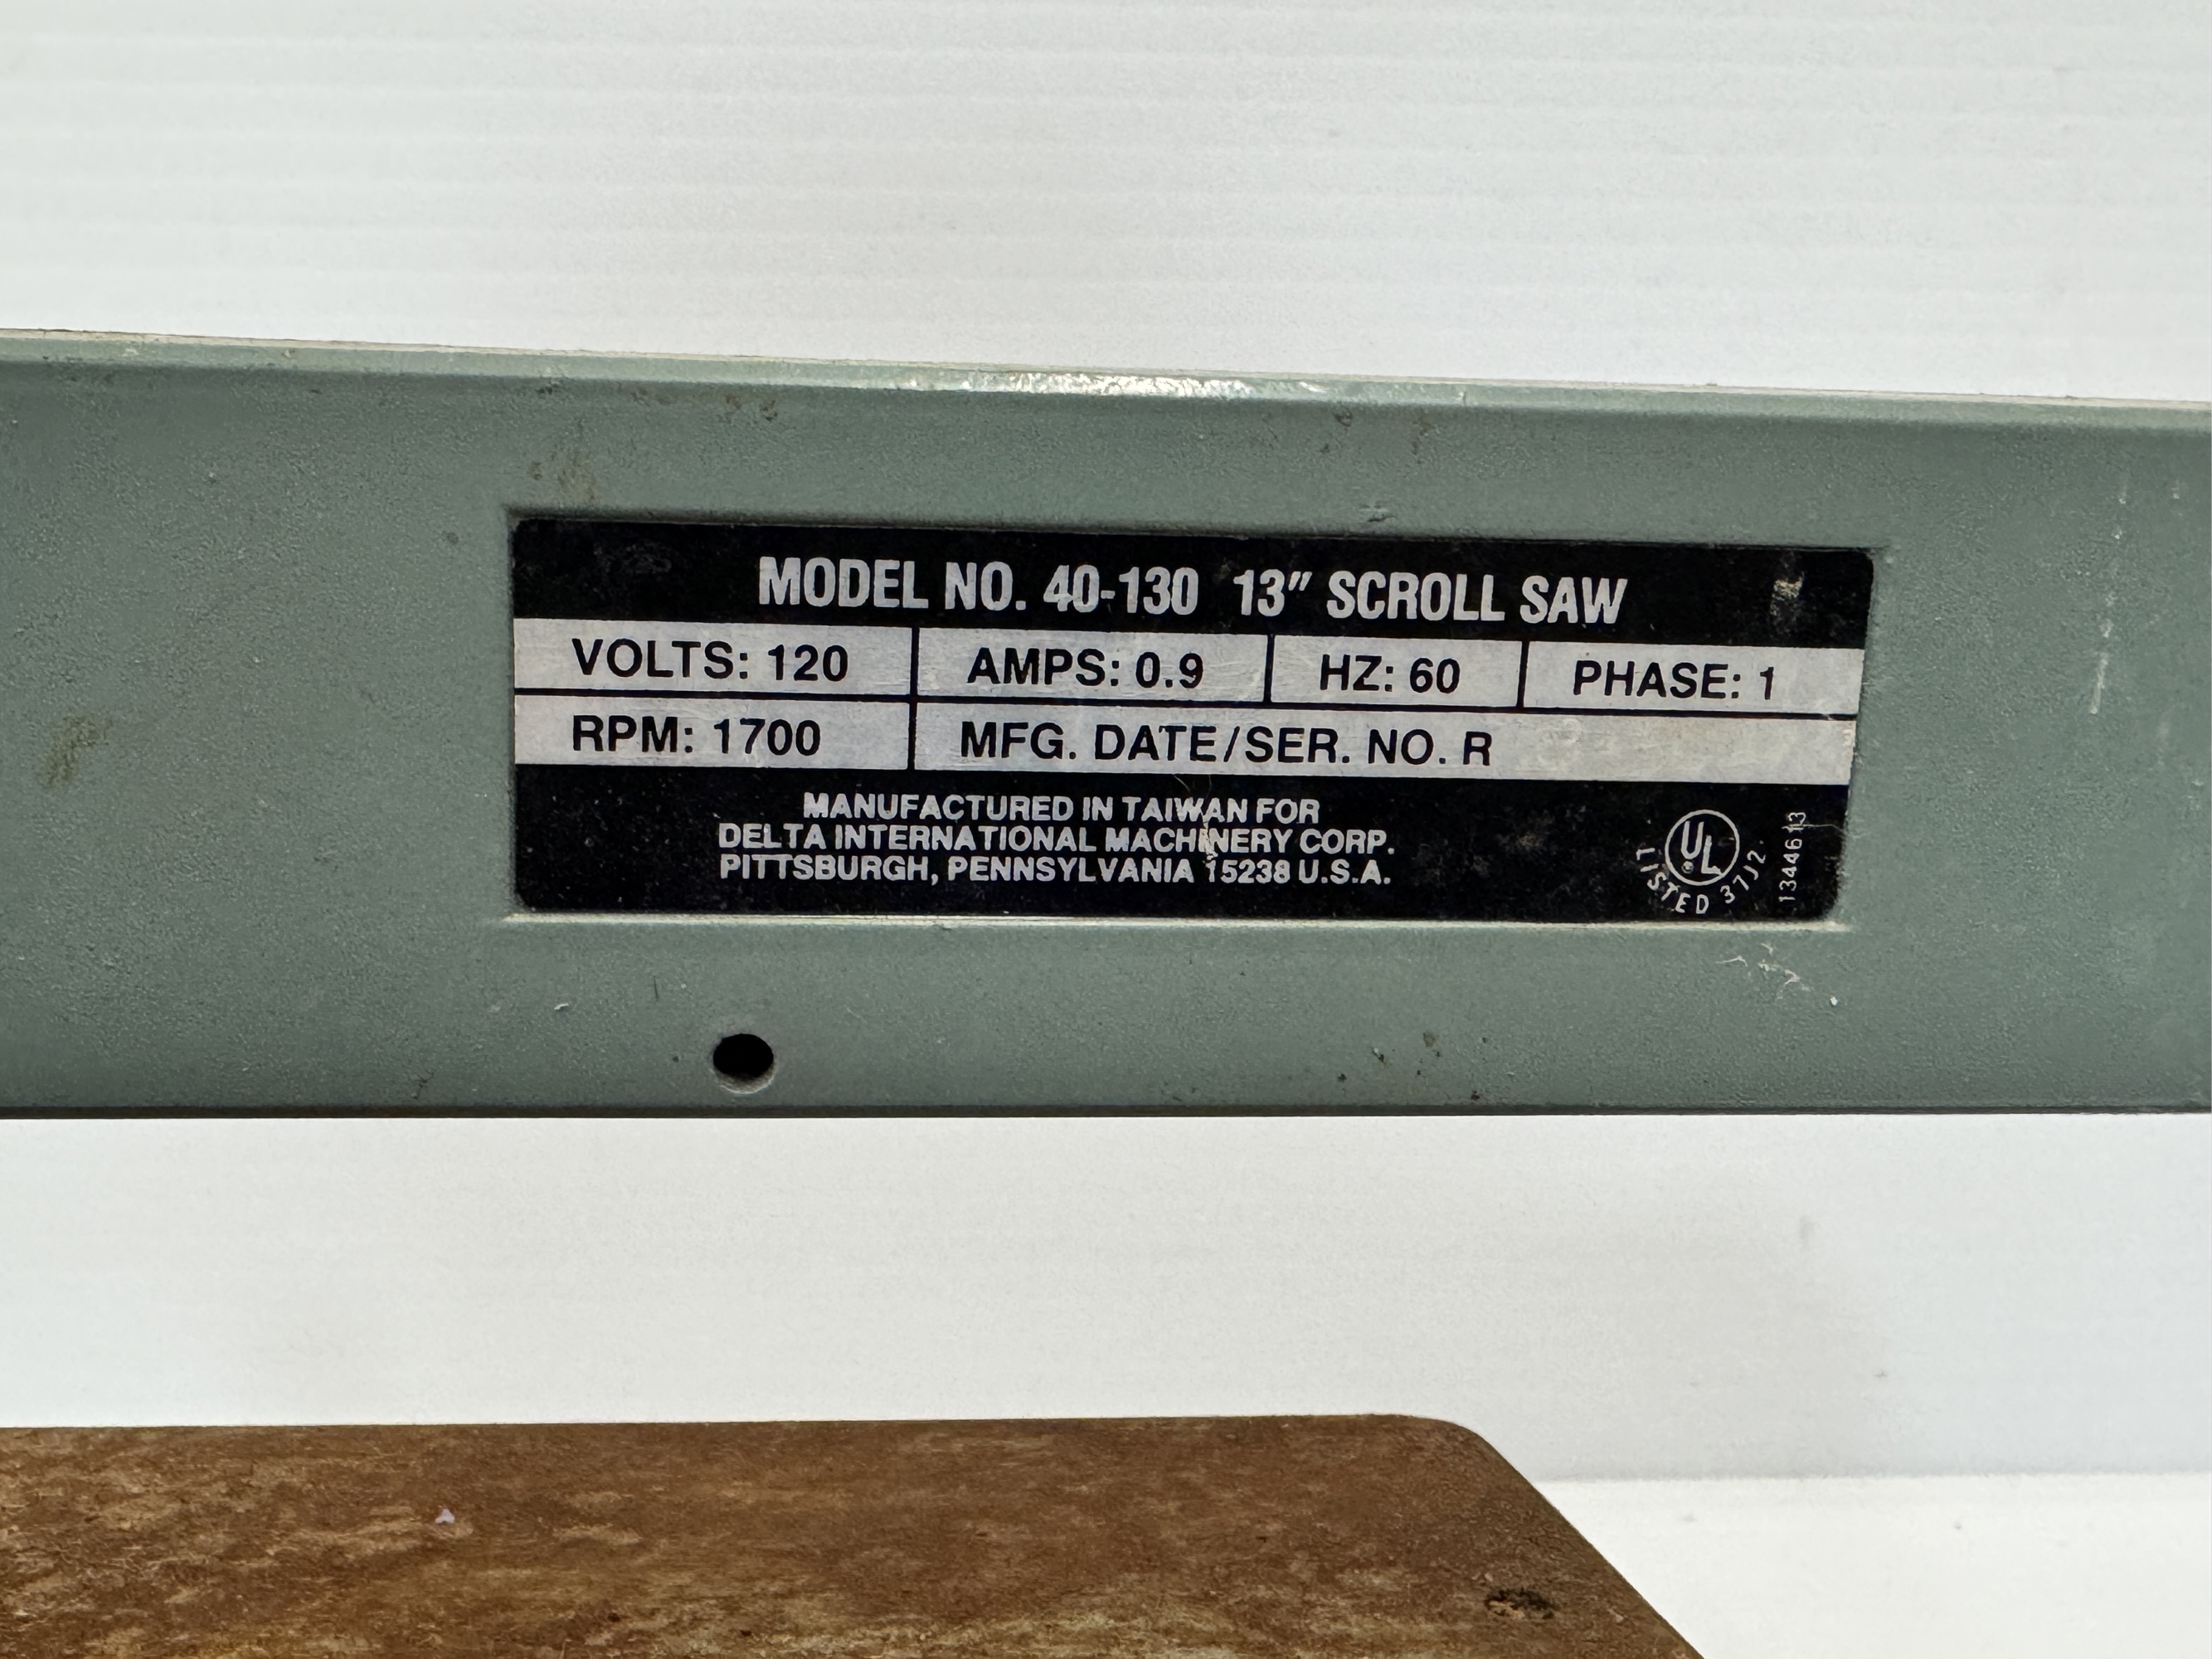 MODEL NO. 40-130 13" SCROLL SAW
VOLTS: 120 AMPS: 0.9 HZ: 60 PHASE: 1
RPM: 1700 MFG. DATE/SER. NO. R
MANUFACTURED IN TAIWAN FOR
DELTA INTERNATIONAL MACHINERY CORP.
PITTSBURGH, PENNSYLVANIA 15238 U.S.A.
UL
LISTED 37J2.
1344613